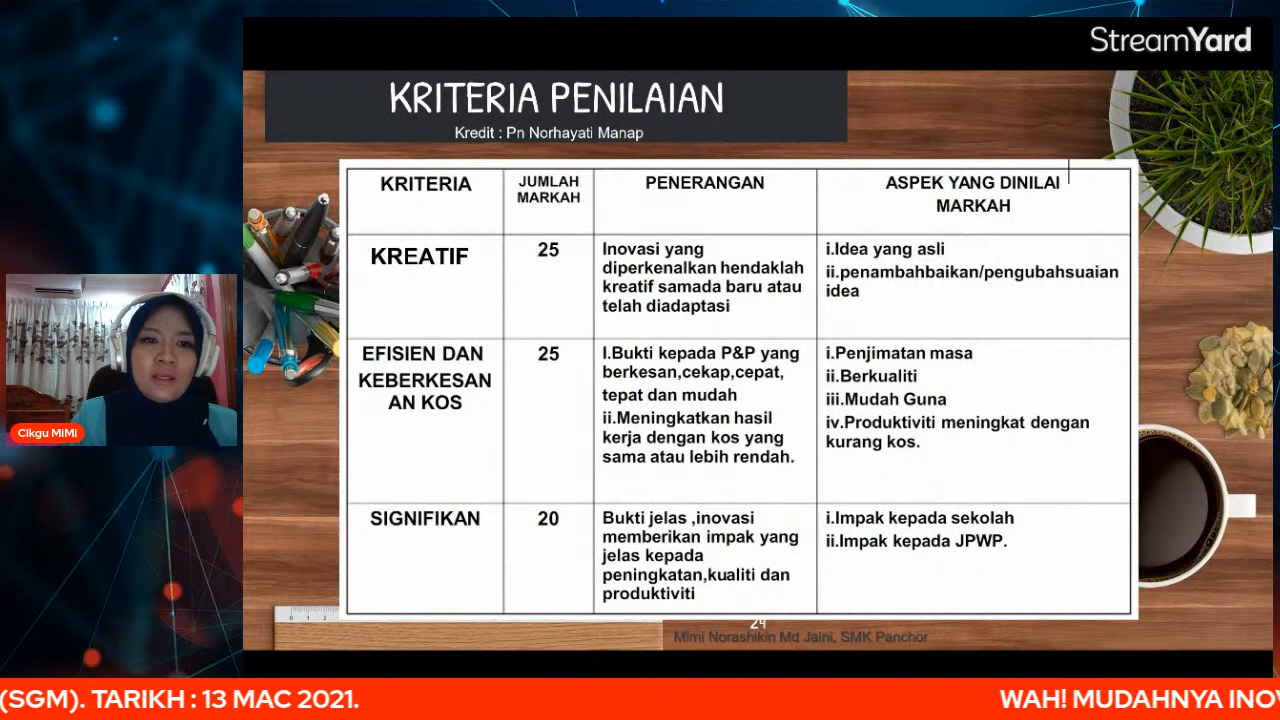 StreamYard
KRITERIA PENILAIAN
Kredit : Pn Norhayati Manap
KRITERIA
JUMLAH
MARKAH
PENERANGAN
ASPEK YANG DINILAI
MARKAH
KREATIF
25
Inovasi yang
diperkenalkan hendaklah
kreatif samada baru atau
telah diadaptasi
i.Idea yang asli
ii.penambahbaikan/pengubahsuaian
idea
EFISIEN DAN
KEBERKESAN
AN KOS
25
I.Bukti kepada P&P yang
berkesan,cekap,cepat,
tepat dan mudah
ii.Meningkatkan hasil
kerja dengan kos yang
sama atau lebih rendah.
i.Penjimatan masa
ii.Berkualiti
iii.Mudah Guna
iv.Produktiviti meningkat dengan
kurang kos.
SIGNIFIKAN
20
Bukti jelas ,inovasi
memberikan impak yang
jelas kepada
peningkatan,kualiti dan
produktiviti
i.Impak kepada sekolah
ii.Impak kepada JPWP.
0 1 2
24
Mimi Norashikin Md Jaini, SMK Panchor
Cikgu MiMi
(SGM). TARIKH : 13 MAC 2021.
WAH! MUDAHNYA INOV